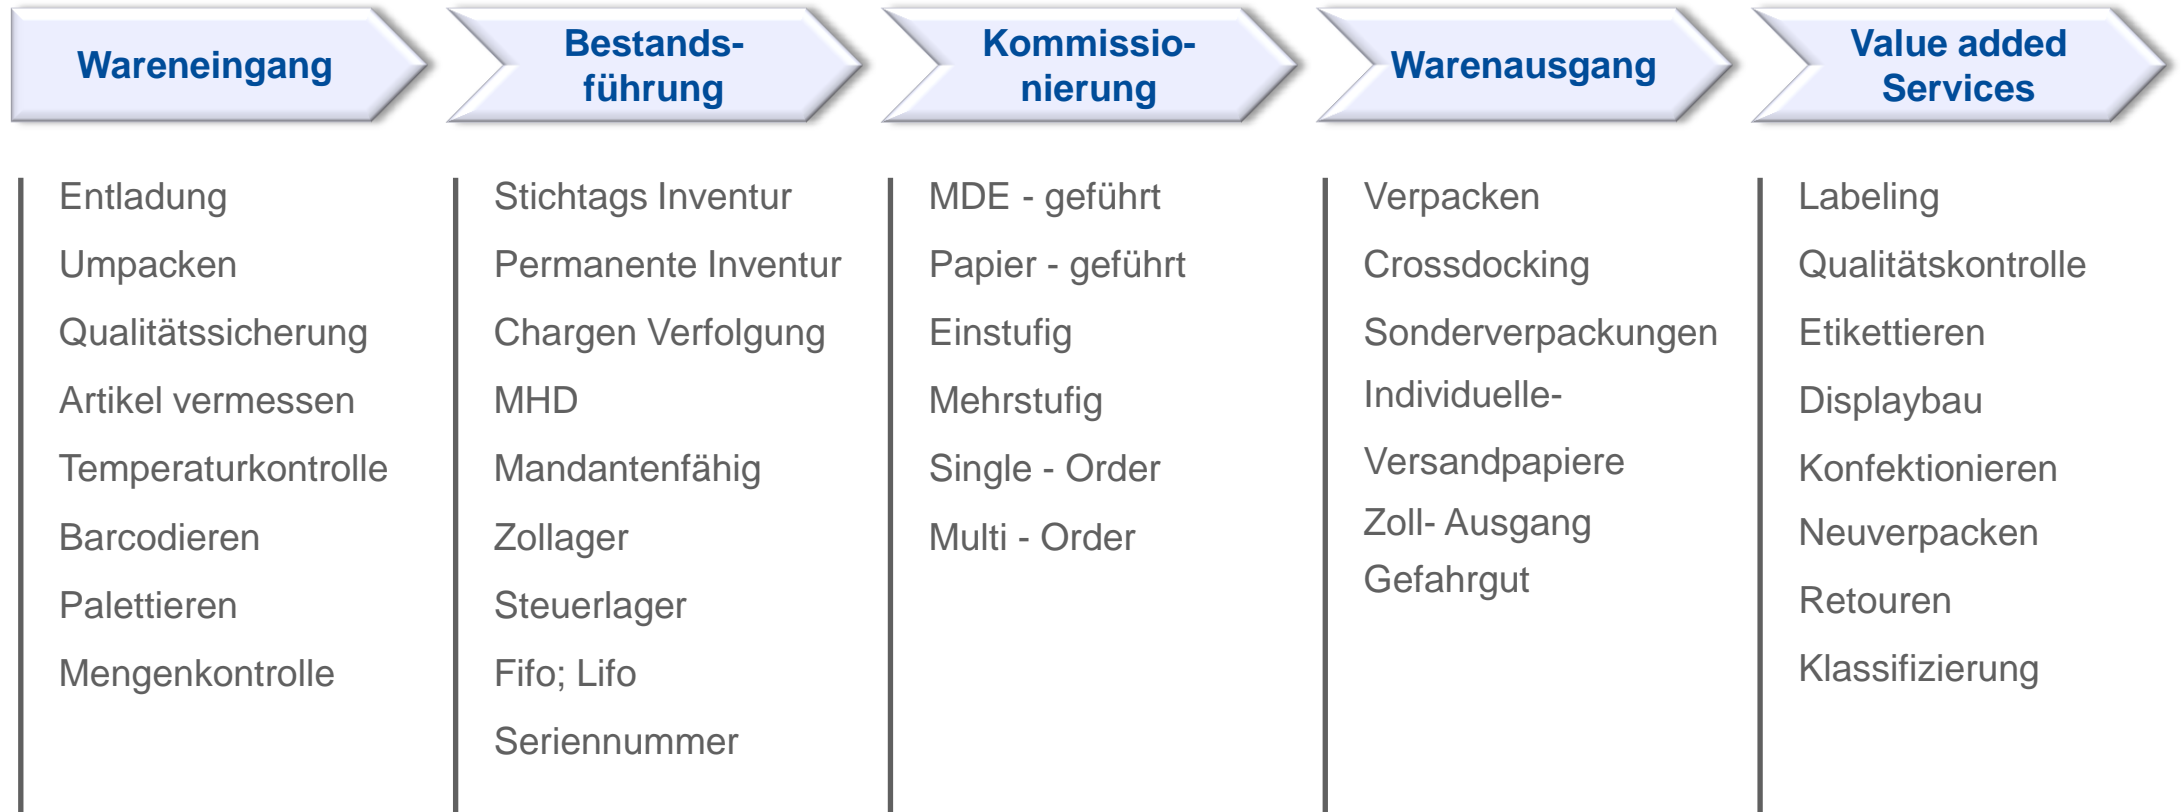 Wareneingang
Bestands-
führung
Kommissio-
nierung
Warenausgang
Value added
Services
Entladung
Umpacken
Qualitätssicherung
Artikel vermessen
Temperaturkontrolle
Barcodieren
Palettieren
Mengenkontrolle
Stichtags Inventur
Permanente Inventur
Chargen Verfolgung
MHD
Mandantenfähig
Zollager
Steuerlager
Fifo; Lifo
Seriennummer
MDE - geführt
Papier - geführt
Einstufig
Mehrstufig
Single - Order
Multi - Order
Verpacken
Crossdocking
Sonderverpackungen
Individuelle-
Versandpapiere
Zoll- Ausgang
Gefahrgut
Labeling
Qualitätskontrolle
Etikettieren
Displaybau
Konfektionieren
Neuverpacken
Retouren
Klassifizierung